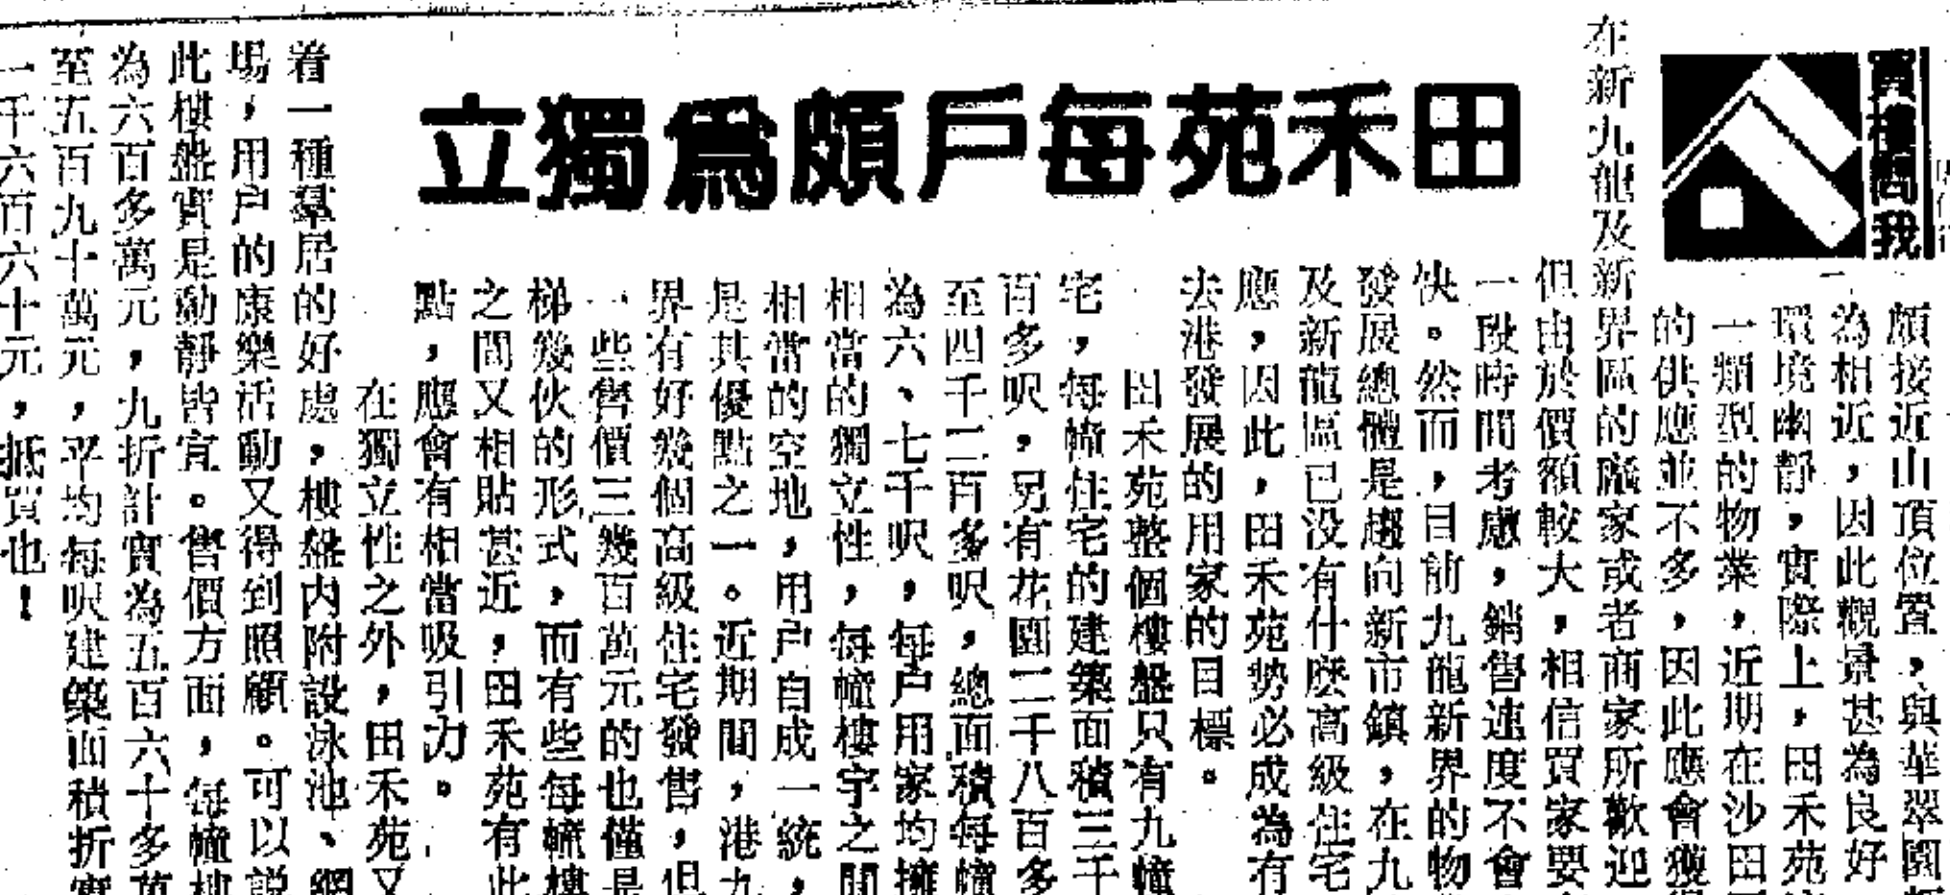 買樓問我
田禾苑每戶頗爲獨立
頗接近山頂位置，與華翠園
為相近，因此觀景甚為良好
環境幽靜，實際上，田禾苑
一類型的物業，近期在沙田
的供應並不多，因此應會獲
在新九龍及新界區的廠家或者商家所歡迎
但由於價額較大，相信買家要
一段時間考慮，銷售速度不會
快。然而，目前九龍新界的物
發展總體是趨向新市鎮，在九
及新龍區已没有什麽高級住宅
應，因此，田禾苑勢必成為有
去港發展的用家的目標。
田禾苑整個樓盤只有九幢
宅，每幢住宅的建築面積三千
百多呎，另有花園二千八百多
至四千二百多呎，總面積每幢
為六、七千呎，每户用家均擁
相當的獨立性，每幢樓宇之間
相當的空地，用户自成一統，
是其優點之一。近期間，港九
界有好幾個高級住宅發售，但
一些售價三幾百萬元的也僅是
梯幾伙的形式，而有些每幢樓
之間又相貼甚近，田禾苑有此
點，應會有相當吸引力。
在獨立性之外，田禾苑又
着一種羣居的好處，樓盤内附設泳池、網
場，用户的康樂活動又得到照顧。可以説
此樓盤實是動靜皆宜。售價方面，每幢樓
為六百多萬元，九折計實為五百六十多萬
至五百九十萬元，平均每呎建築面積折實
一千六百六十元，抵買也！